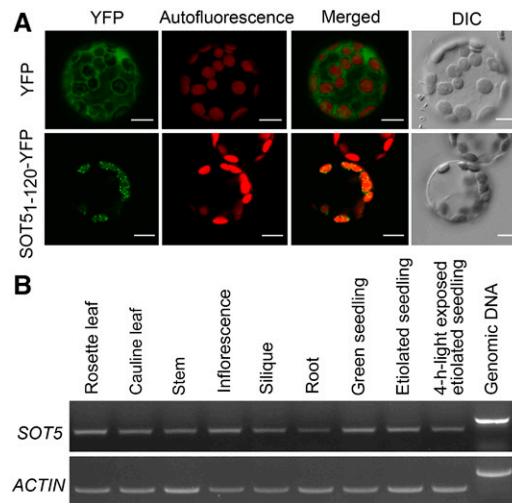 A
YFP Autofluorescence Merged DIC
YFP
SOT51-120-YFP
B
Rosette leaf
Cauline leaf
Stem
Inflorescence
Silique
Root
Green seedling
Etiolated seedling
4-h-light exposed
etiolated seedling
Genomic DNA
SOT5
ACTIN